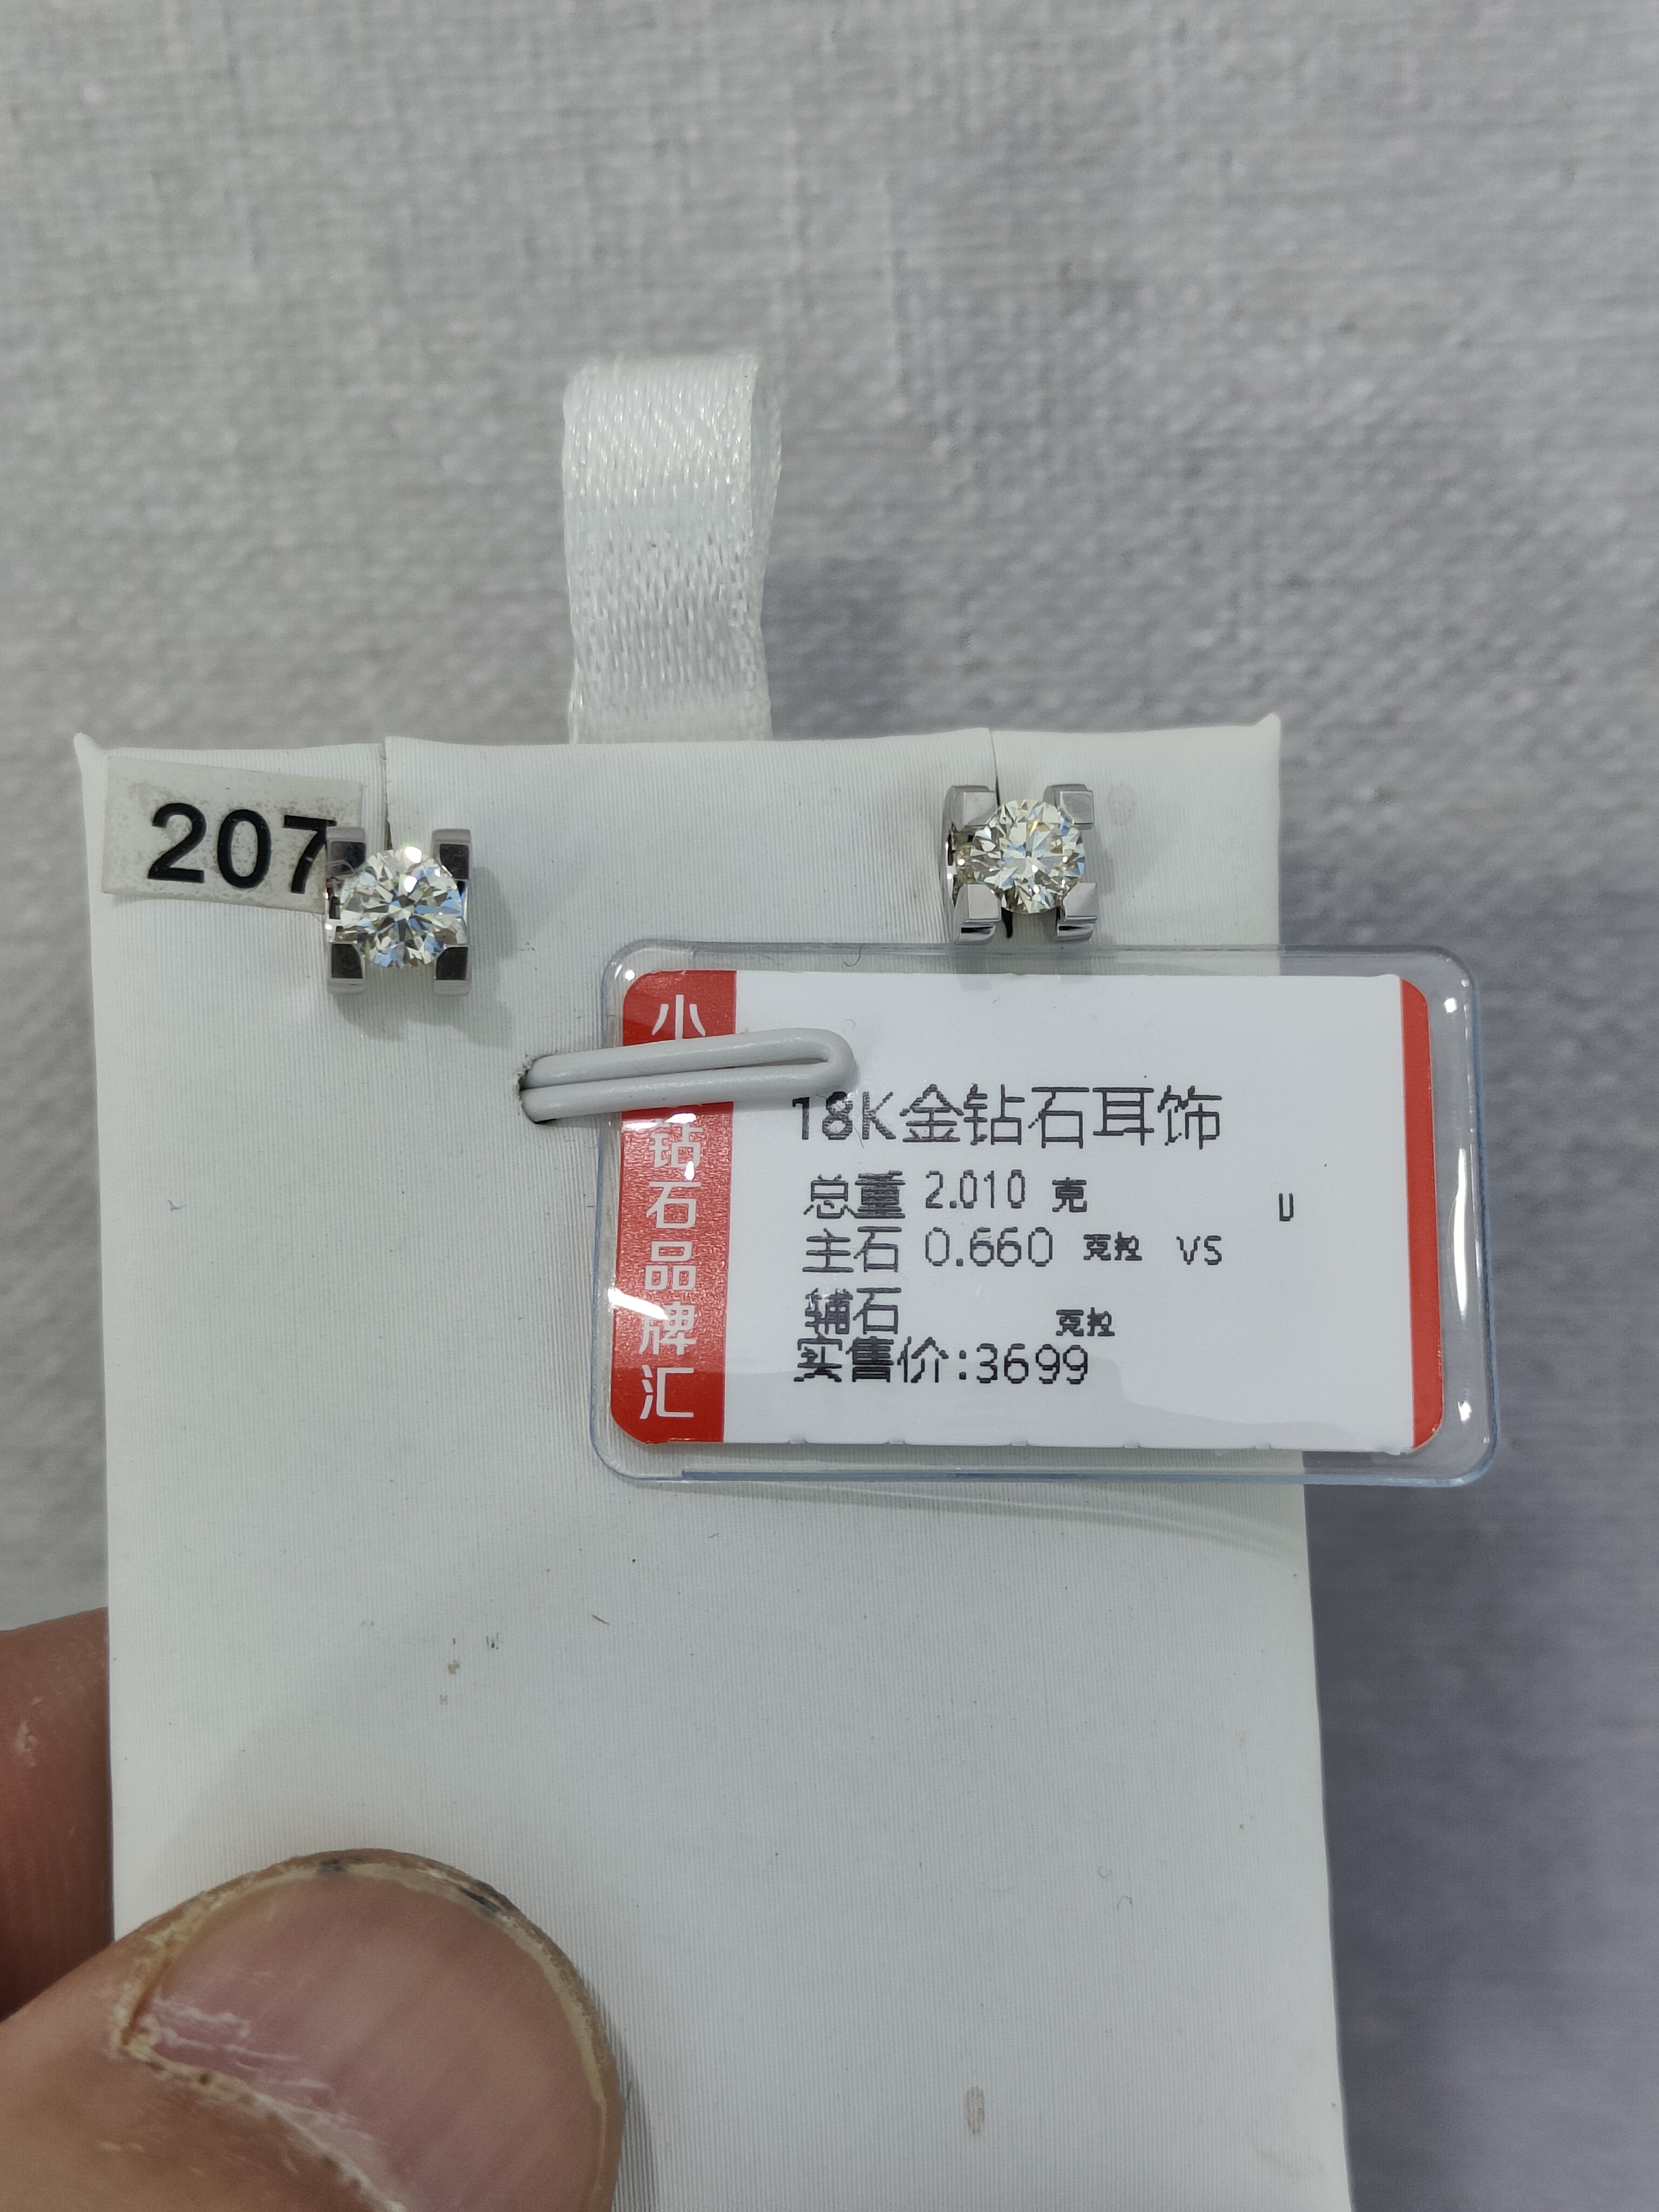 207
小
钻石品牌汇
18K金钻石耳饰
总重 2.010 克
主石 0.660 克拉 VS
辅石 克拉
实售价:3699